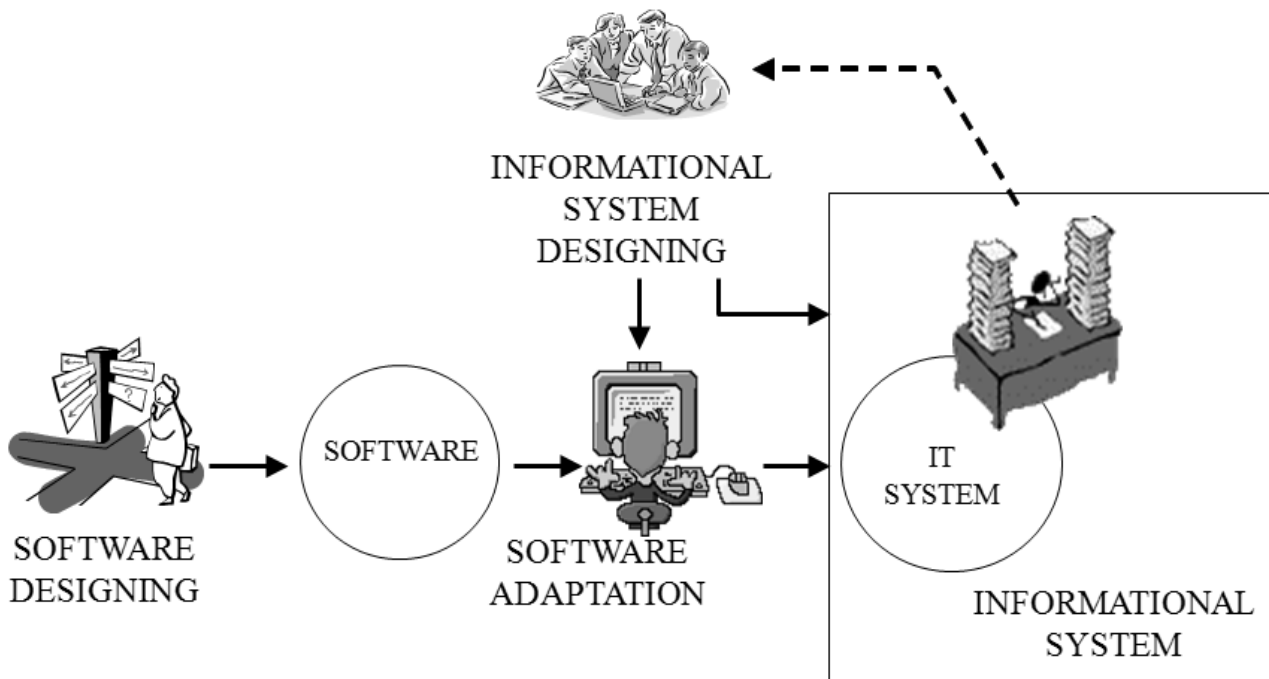 INFORMATIONAL
SYSTEM
DESIGNING
?
SOFTWARE
IT
SYSTEM
SOFTWARE
DESIGNING
SOFTWARE
ADAPTATION
INFORMATIONAL
SYSTEM